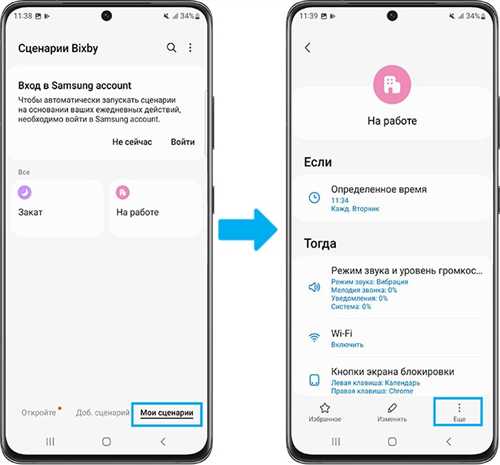 11:38
34%
Сценарии Bixby
Вход в Samsung account
Чтобы автоматически запускать сценарии
на основании ваших ежедневных действий,
необходимо войти в Samsung account.
Не сейчас Войти
Все
Закат
На работе
Откройте Доб. сценарий Мои сценарии
11:39
34%
На работе
Если
Определенное время
11:34
Кажд. Вторник
Тогда
Режим звука и уровень громкос...
Режим звука: Вибрация
Мелодия звонка: 0%
Уведомления: 0%
Система: 0%
Wi-Fi
Включить
Кнопки экрана блокировки
Левая клавиша: Календарь
Правая клавиша: Chrome
Избранное Изменить Еще